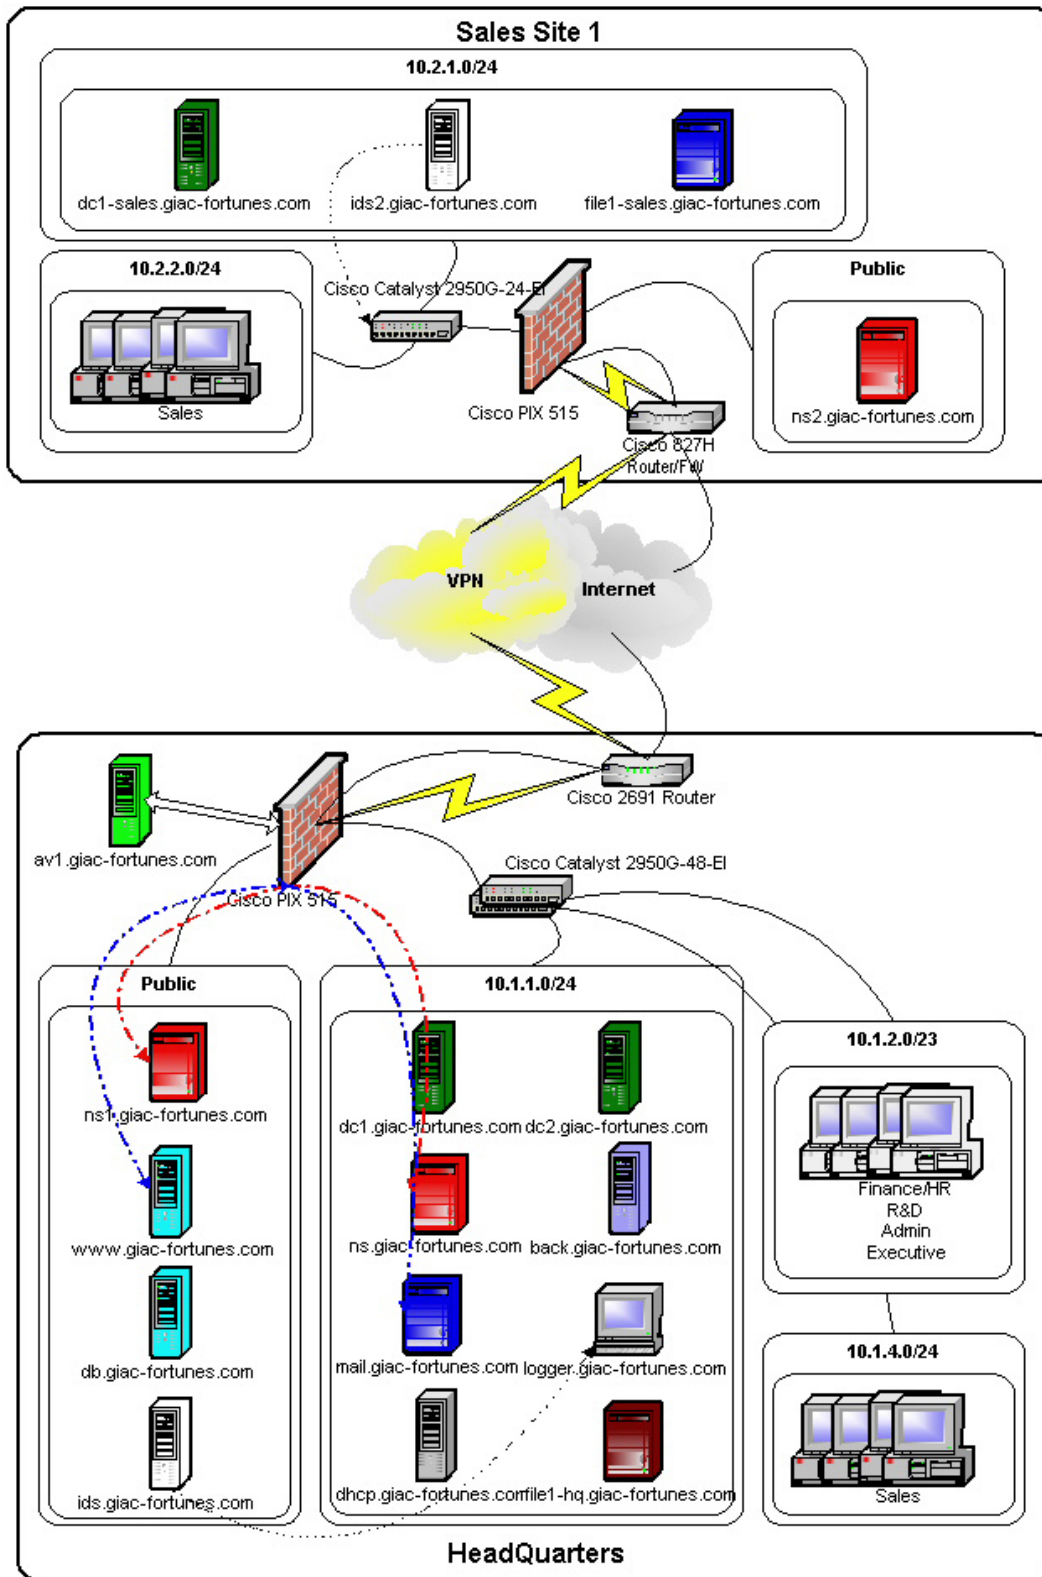 Sales Site 1
10.2.1.0/24
dc1-sales.giac-fortunes.com
ids2.giac-fortunes.com
file1-sales.giac-fortunes.com
10.2.2.0/24
Sales
Cisco Catalyst 2950G-24-EI
Cisco PIX 515
Public
ns2.giac-fortunes.com
Cisco 827H
Router/FW
VPN
Internet
Cisco 2691 Router
av1.giac-fortunes.com
Cisco PIX 515
Cisco Catalyst 2950G-48-EI
Public
ns1.giac-fortunes.com
www.giac-fortunes.com
db.giac-fortunes.com
ids.giac-fortunes.com
10.1.1.0/24
dc1.giac-fortunes.com
dc2.giac-fortunes.com
ns.giac-fortunes.com
back.giac-fortunes.com
mail.giac-fortunes.com
logger.giac-fortunes.com
dhcp.giac-fortunes.com
file1-hq.giac-fortunes.com
10.1.2.0/23
Finance/HR
R&D
Admin
Executive
10.1.4.0/24
Sales
HeadQuarters